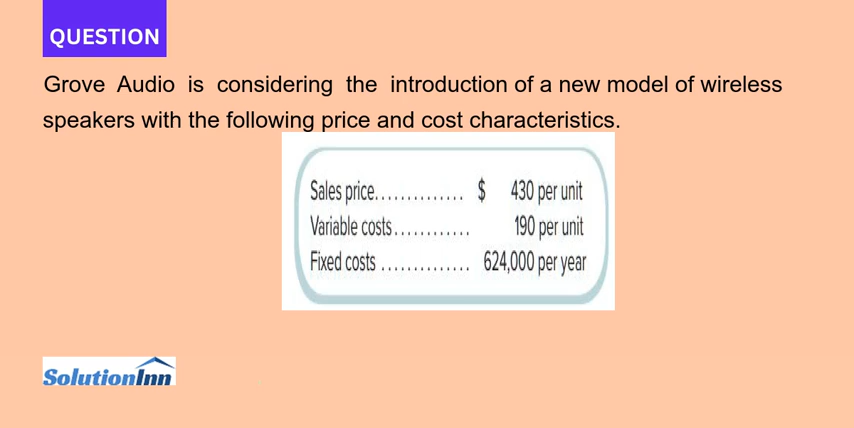 QUESTION
Grove Audio is considering the introduction of a new model of wireless
speakers with the following price and cost characteristics.
Sales price.............. $ 430 per unit
Variable costs............ 190 per unit
Fixed costs .............. 624,000 per year
SolutionInn